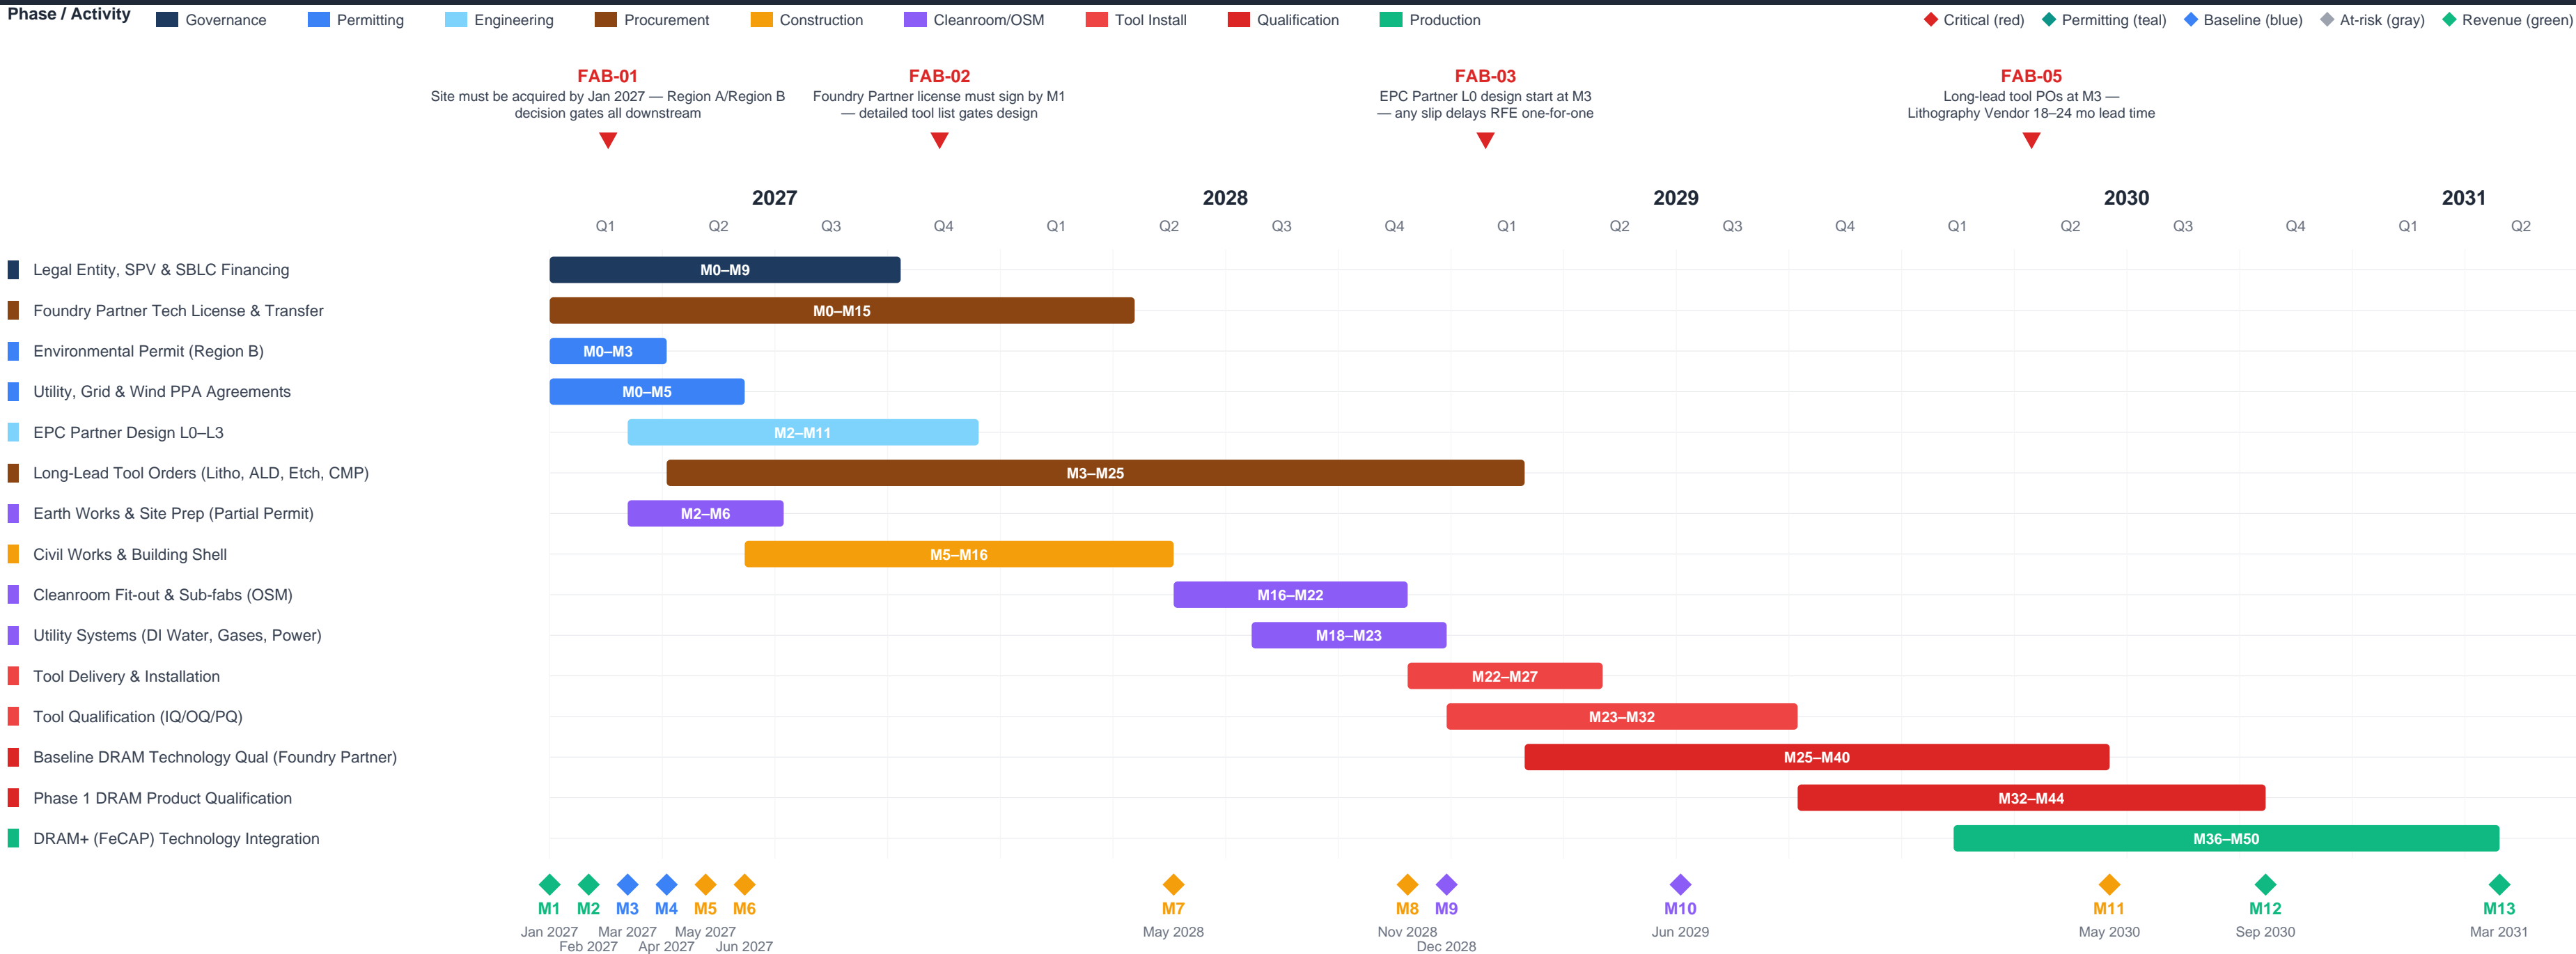 Phase / Activity
Governance
Permitting
Engineering
Procurement
Construction
Cleanroom/OSM
Tool Install
Qualification
Production
Critical (red)
Permitting (teal)
Baseline (blue)
At-risk (gray)
Revenue (green)
FAB-01
Site must be acquired by Jan 2027 — Region A/Region B
decision gates all downstream
FAB-02
Foundry Partner license must sign by M1
— detailed tool list gates design
FAB-03
EPC Partner L0 design start at M3
— any slip delays RFE one-for-one
FAB-05
Long-lead tool POs at M3 —
Lithography Vendor 18–24 mo lead time
2027
2028
2029
2030
2031
Q1
Q2
Q3
Q4
Q1
Q2
Q3
Q4
Q1
Q2
Q3
Q4
Q1
Q2
Q3
Q4
Q1
Q2
Legal Entity, SPV & SBLC Financing
M0–M9
Foundry Partner Tech License & Transfer
M0–M15
Environmental Permit (Region B)
M0–M3
Utility, Grid & Wind PPA Agreements
M0–M5
EPC Partner Design L0–L3
M2–M11
Long-Lead Tool Orders (Litho, ALD, Etch, CMP)
M3–M25
Earth Works & Site Prep (Partial Permit)
M2–M6
Civil Works & Building Shell
M5–M16
Cleanroom Fit-out & Sub-fabs (OSM)
M16–M22
Utility Systems (DI Water, Gases, Power)
M18–M23
Tool Delivery & Installation
M22–M27
Tool Qualification (IQ/OQ/PQ)
M23–M32
Baseline DRAM Technology Qual (Foundry Partner)
M25–M40
Phase 1 DRAM Product Qualification
M32–M44
DRAM+ (FeCAP) Technology Integration
M36–M50
M1
M2
M3
M4
M5
M6
M7
M8
M9
M10
M11
M12
M13
Jan 2027
Feb 2027
Mar 2027
Apr 2027
May 2027
Jun 2027
May 2028
Nov 2028
Dec 2028
Jun 2029
May 2030
Sep 2030
Mar 2031